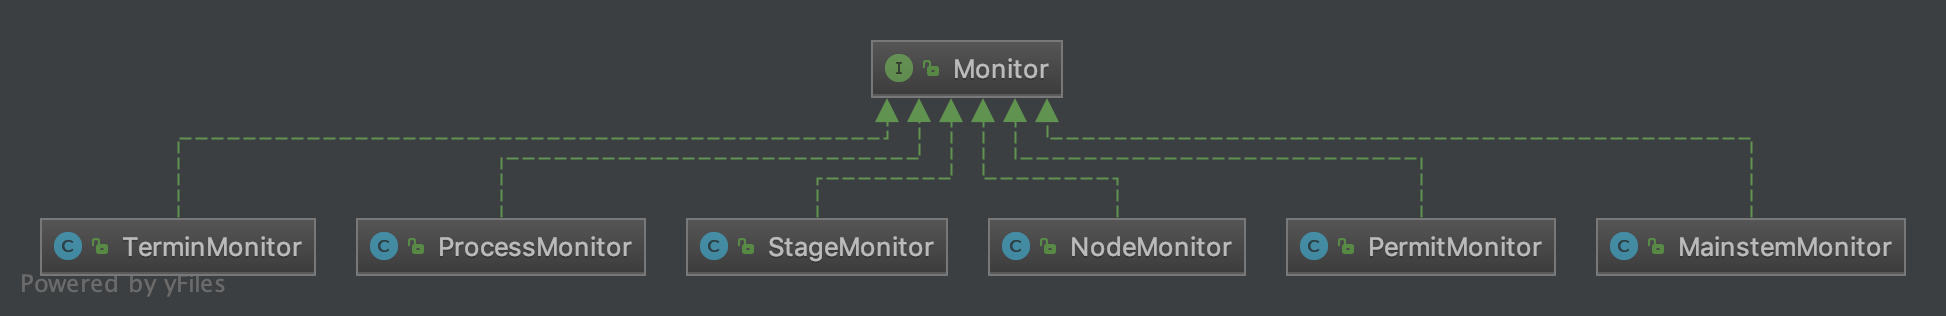 I Monitor
C TerminMonitor
C ProcessMonitor
C StageMonitor
C NodeMonitor
C PermitMonitor
C MainstemMonitor
Powered by yFiles